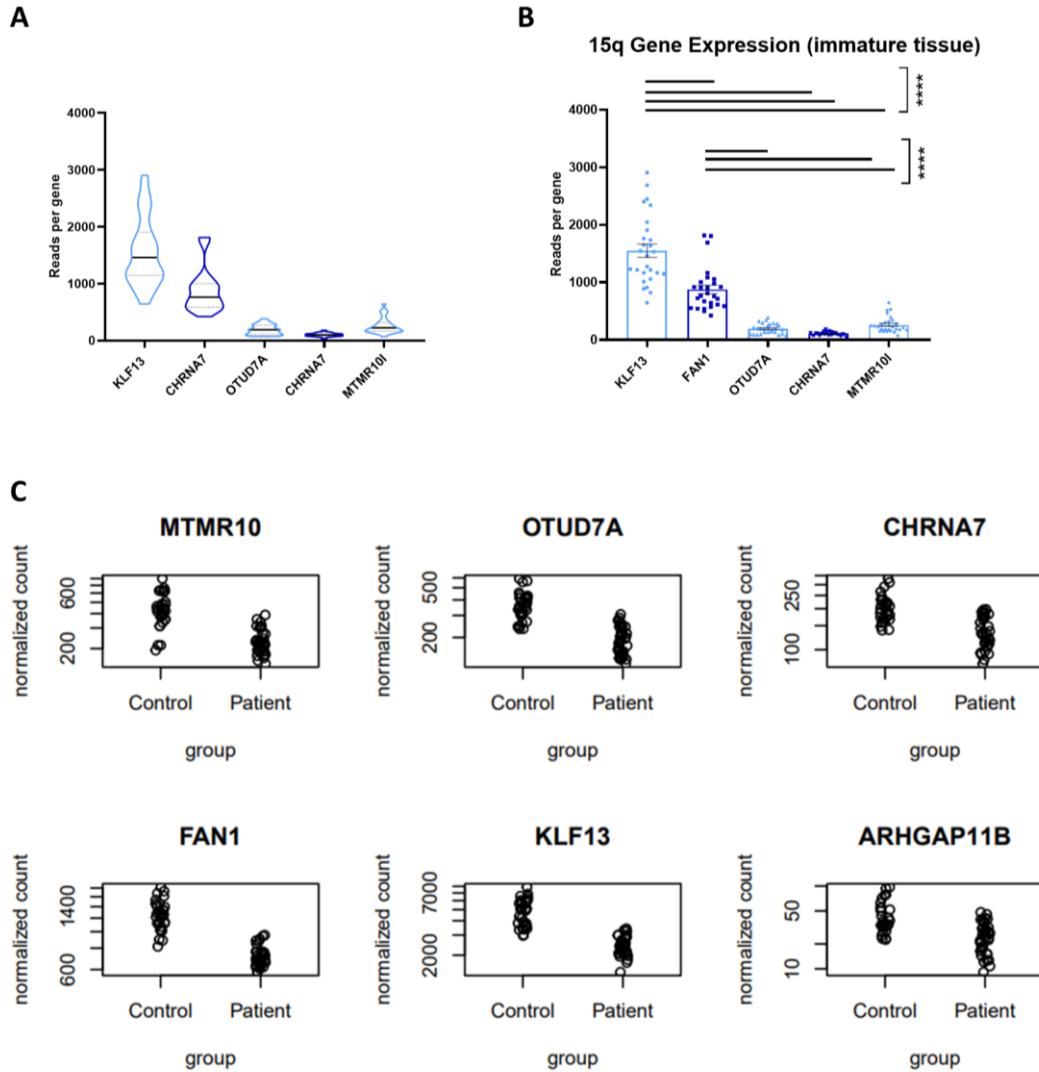 A
4000
3000
2000
1000
0
Reads per gene
KLF13
CHRNA7
OTUD7A
CHRNA7
MTMR10l
B
15q Gene Expression (immature tissue)
****
****
4000
3000
2000
1000
0
Reads per gene
KLF13
FAN1
OTUD7A
CHRNA7
MTMR10l
C
MTMR10
normalized count
600
200
Control Patient
group
OTUD7A
normalized count
500
200
Control Patient
group
CHRNA7
normalized count
250
100
Control Patient
group
FAN1
normalized count
1400
600
Control Patient
group
KLF13
normalized count
7000
2000
Control Patient
group
ARHGAP11B
normalized count
50
10
Control Patient
group